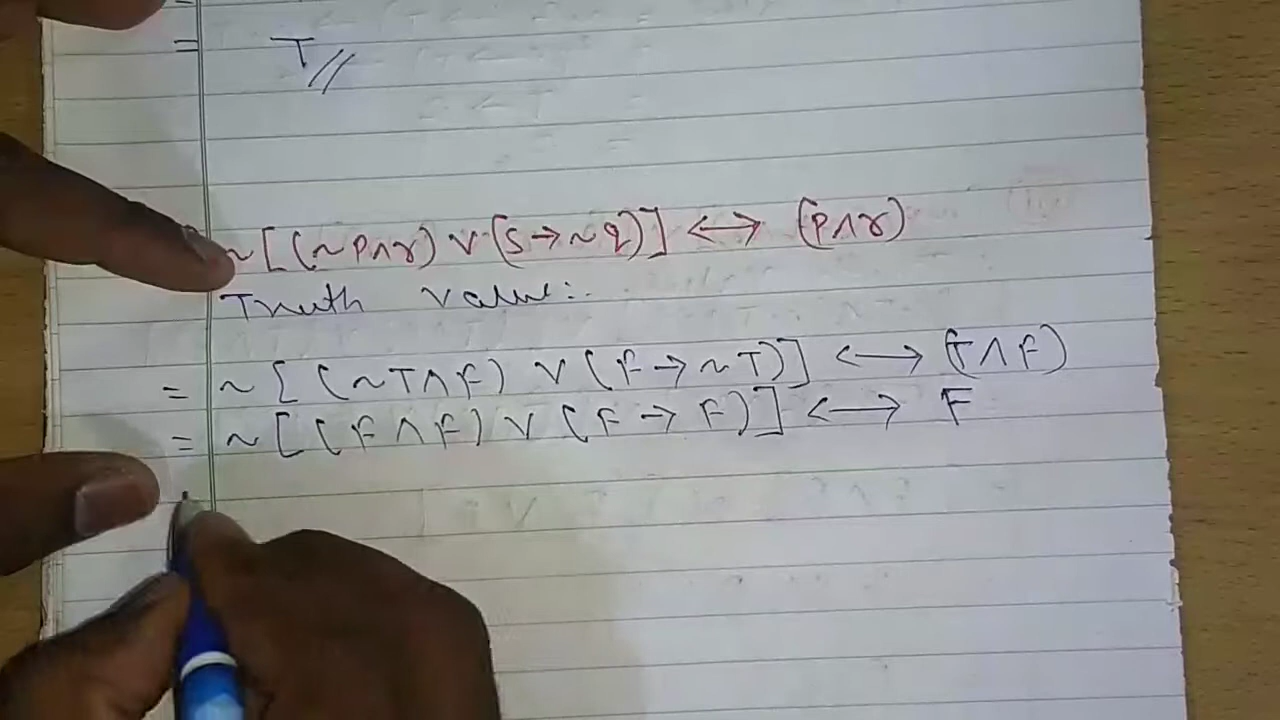 = T//
~[(~p∧r) ∨ (s→~q)] ↔ (p∧r)
Truth value:.
= ~[(~T∧F) ∨ (F→~T)] ↔ (T∧F)
= ~[(F∧F) ∨ (F→F)] ↔ F